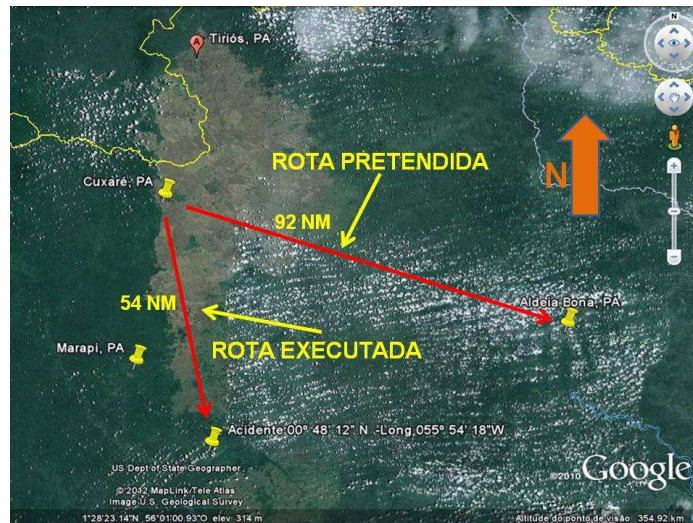 N
A
Tiriós, PA
Cuxaré, PA
ROTA PRETENDIDA
N
92 NM
Aldeia Bona, PA
54 NM
Marapi, PA
ROTA EXECUTADA
Acidente 00º 48' 12" N -Long,055º 54' 18"W
US Dept of State Geographer
© 2012 MapLink/Tele Atlas
Image U.S. Geological Survey
©2010 Google
1°28'23.14"N 56°01'00.93"O elev 314 m
Altitude do ponto de visão 354.92 km